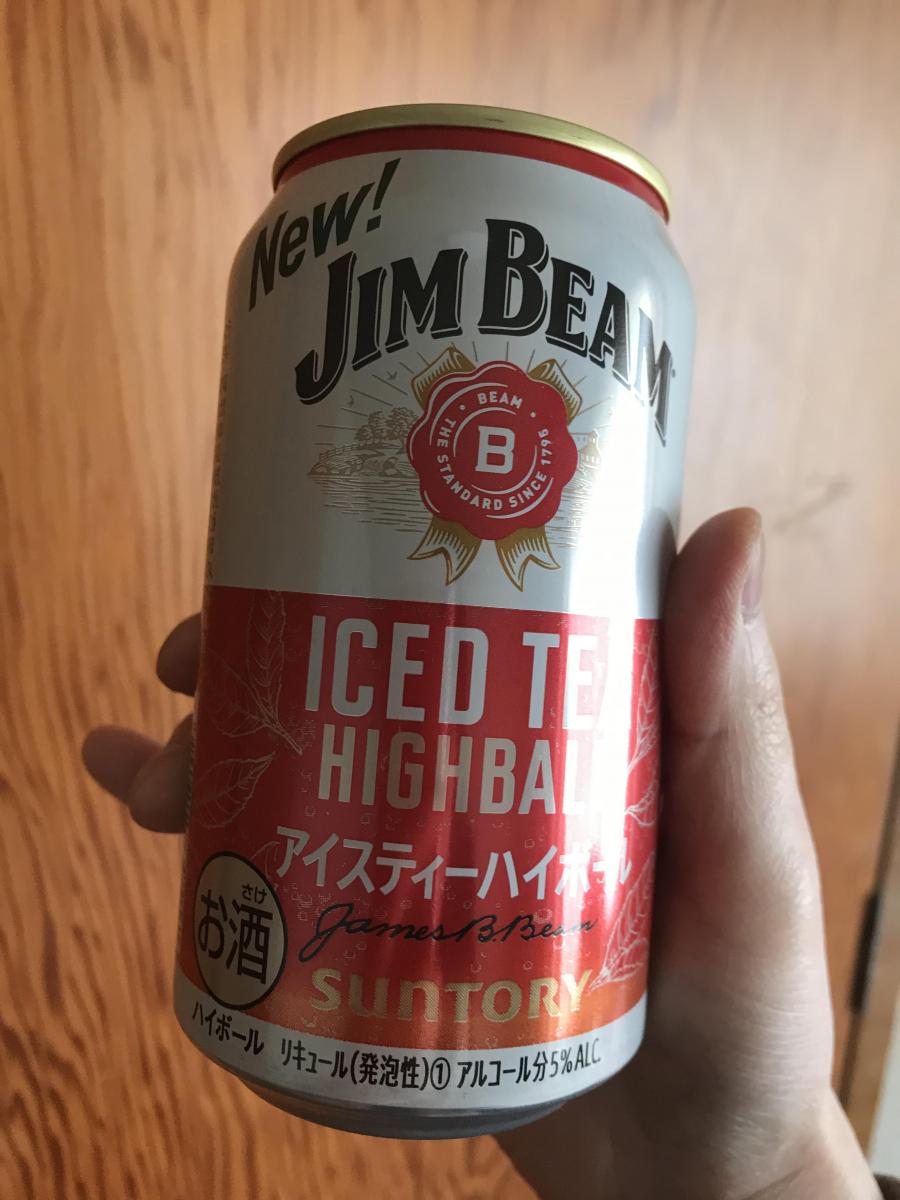 New!
JIM BEAM
BEAM
B
THE STANDARD SINCE 1795
ICED TE
HIGHBAL
アイスティーハイボール
さけ
お酒
James B. Beam
SUNTORY
ハイボール リキュール(発泡性)① アルコール分5%ALC.